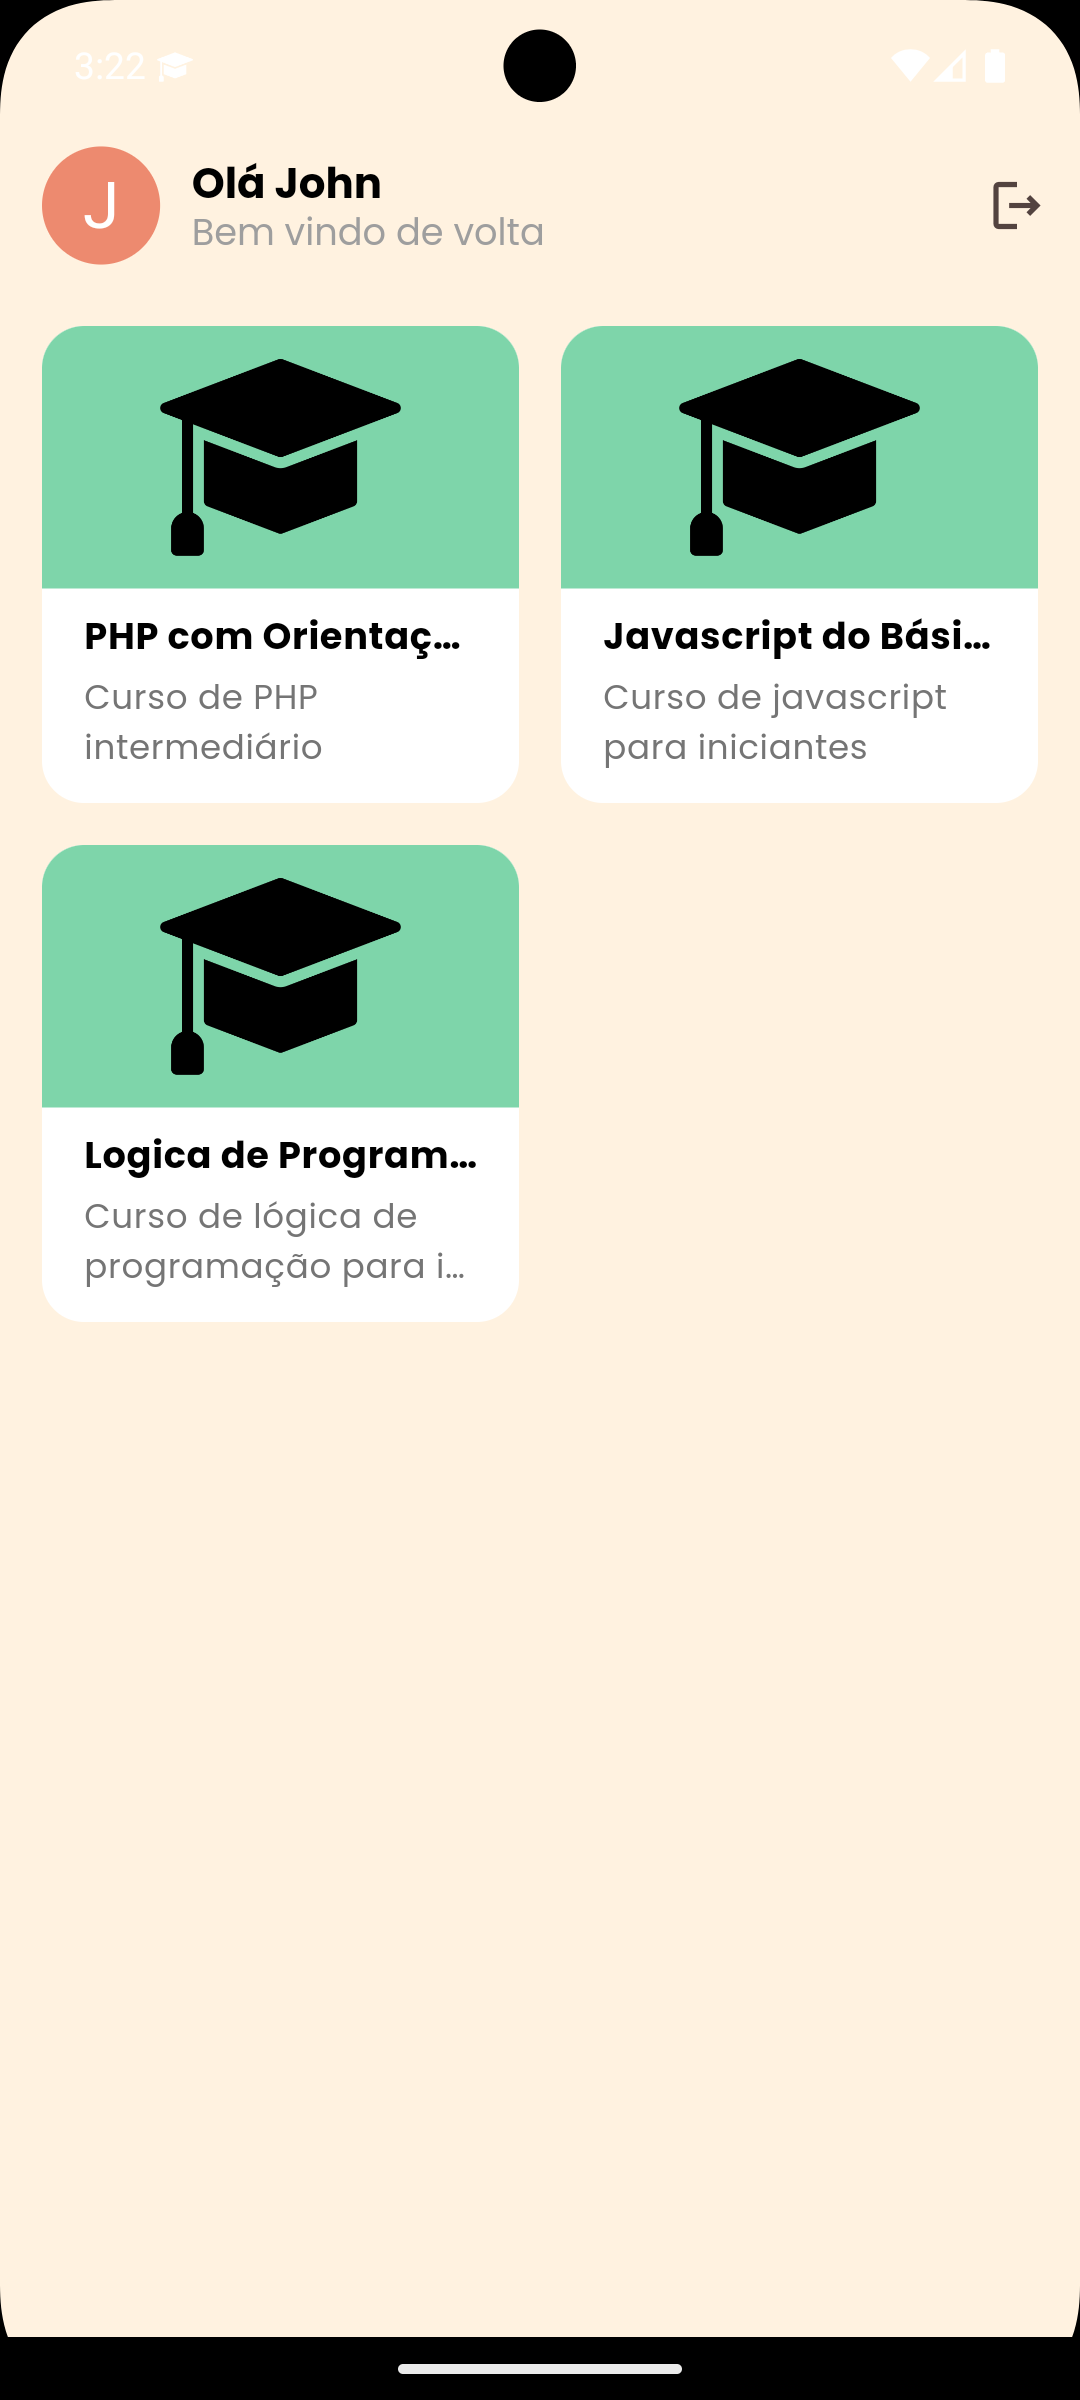 3:22
J
Olá John
Bem vindo de volta
PHP com Orientaç...
Curso de PHP
intermediário
Javascript do Bási...
Curso de javascript
para iniciantes
Logica de Program...
Curso de lógica de
programação para i...